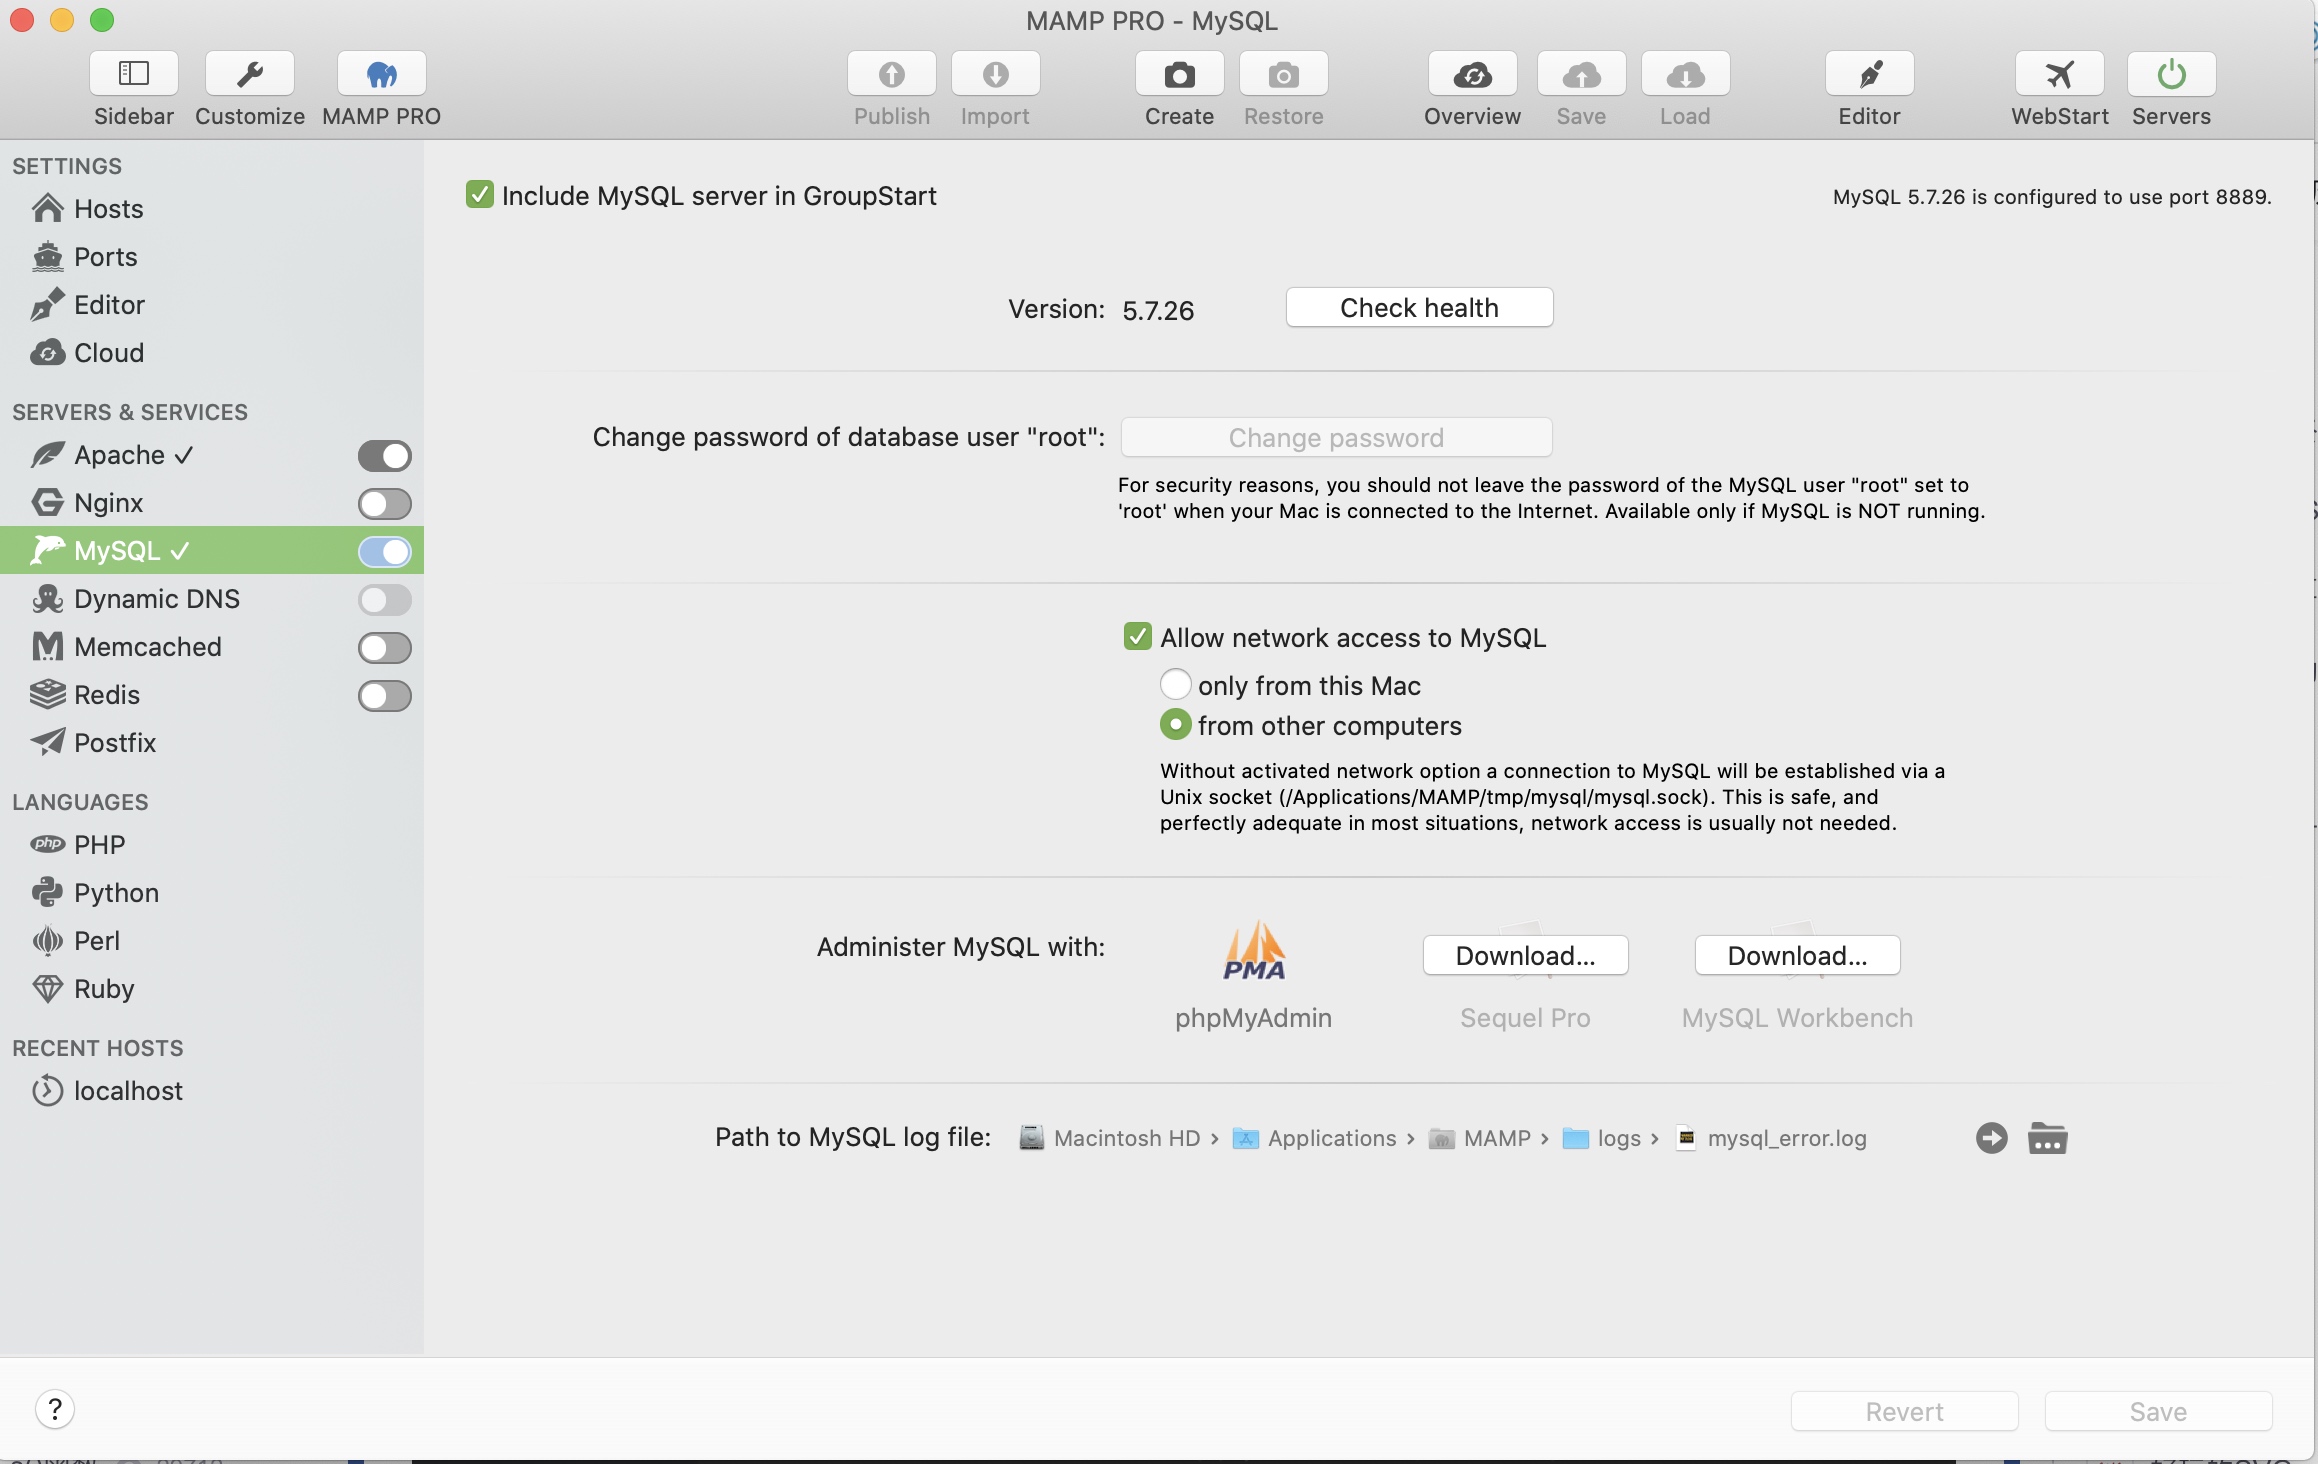 MAMP PRO - MySQL
Sidebar Customize MAMP PRO Publish Import Create Restore Overview Save Load Editor WebStart Servers
SETTINGS
Hosts
Ports
Editor
Cloud
SERVERS & SERVICES
Apache ✓
Nginx
MySQL ✓
Dynamic DNS
Memcached
Redis
Postfix
LANGUAGES
php PHP
Python
Perl
Ruby
RECENT HOSTS
localhost
Include MySQL server in GroupStart
MySQL 5.7.26 is configured to use port 8889.
Version: 5.7.26 Check health
Change password of database user "root": Change password
For security reasons, you should not leave the password of the MySQL user "root" set to
'root' when your Mac is connected to the Internet. Available only if MySQL is NOT running.
Allow network access to MySQL
only from this Mac
from other computers
Without activated network option a connection to MySQL will be established via a
Unix socket (/Applications/MAMP/tmp/mysql/mysql.sock). This is safe, and
perfectly adequate in most situations, network access is usually not needed.
Administer MySQL with: PMA Download... Download...
phpMyAdmin Sequel Pro MySQL Workbench
Path to MySQL log file: Macintosh HD › Applications › MAMP › logs › mysql_error.log
? Revert Save